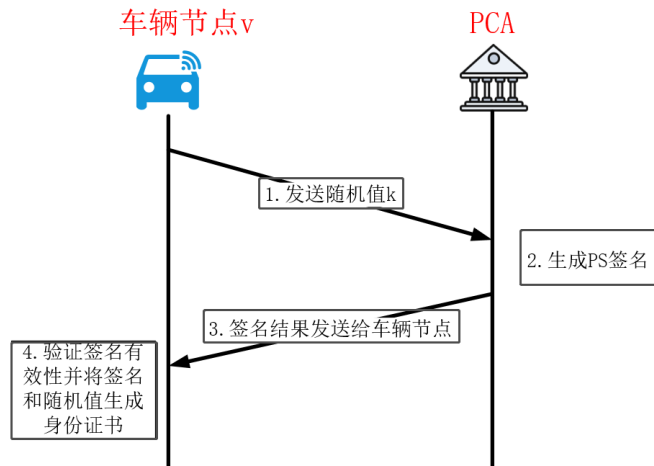 车辆节点v
PCA
1.发送随机值k
2.生成PS签名
3.签名结果发送给车辆节点
4.验证签名有
效性并将签名
和随机值生成
身份证书